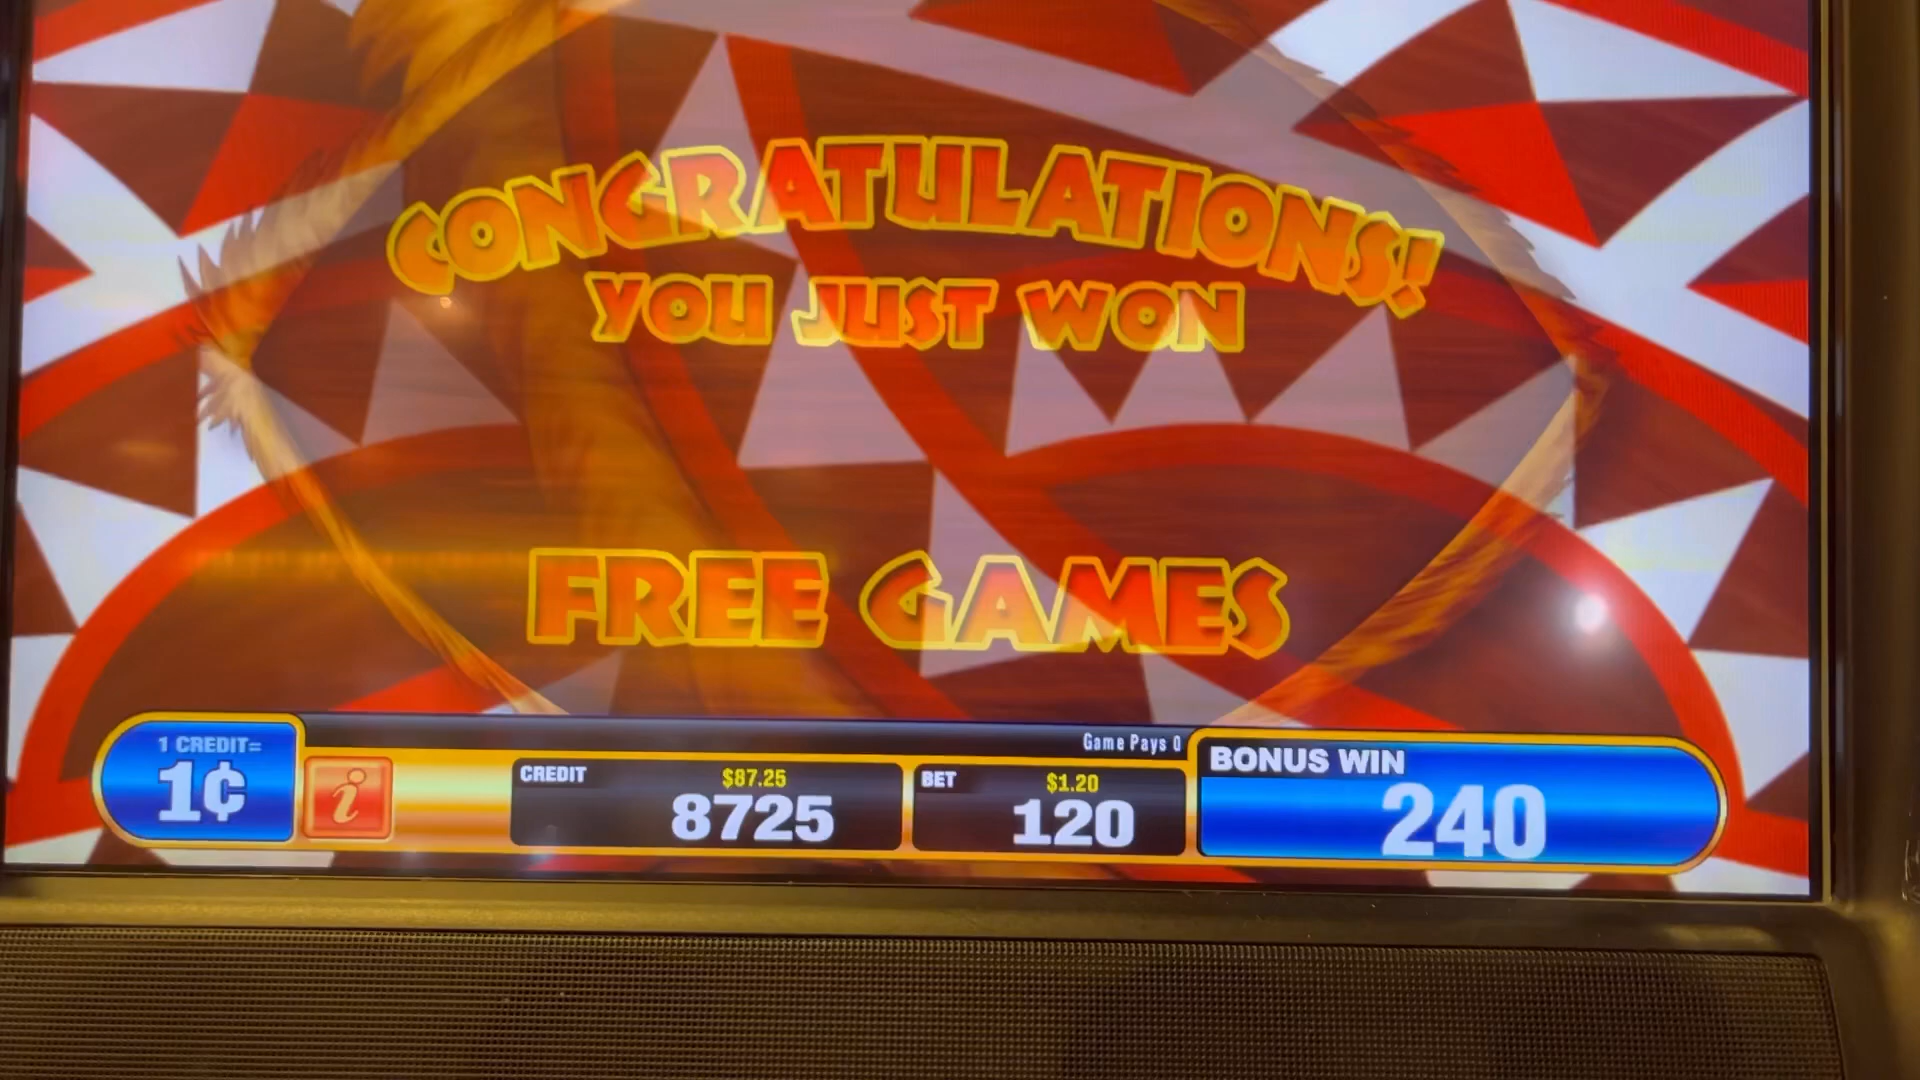 CONGRATULATIONS!
YOU JUST WON
FREE GAMES
Game Pays 0
1 CREDIT=
1¢
i
CREDIT
$87.25
8725
BET
$1.20
120
BONUS WIN
240